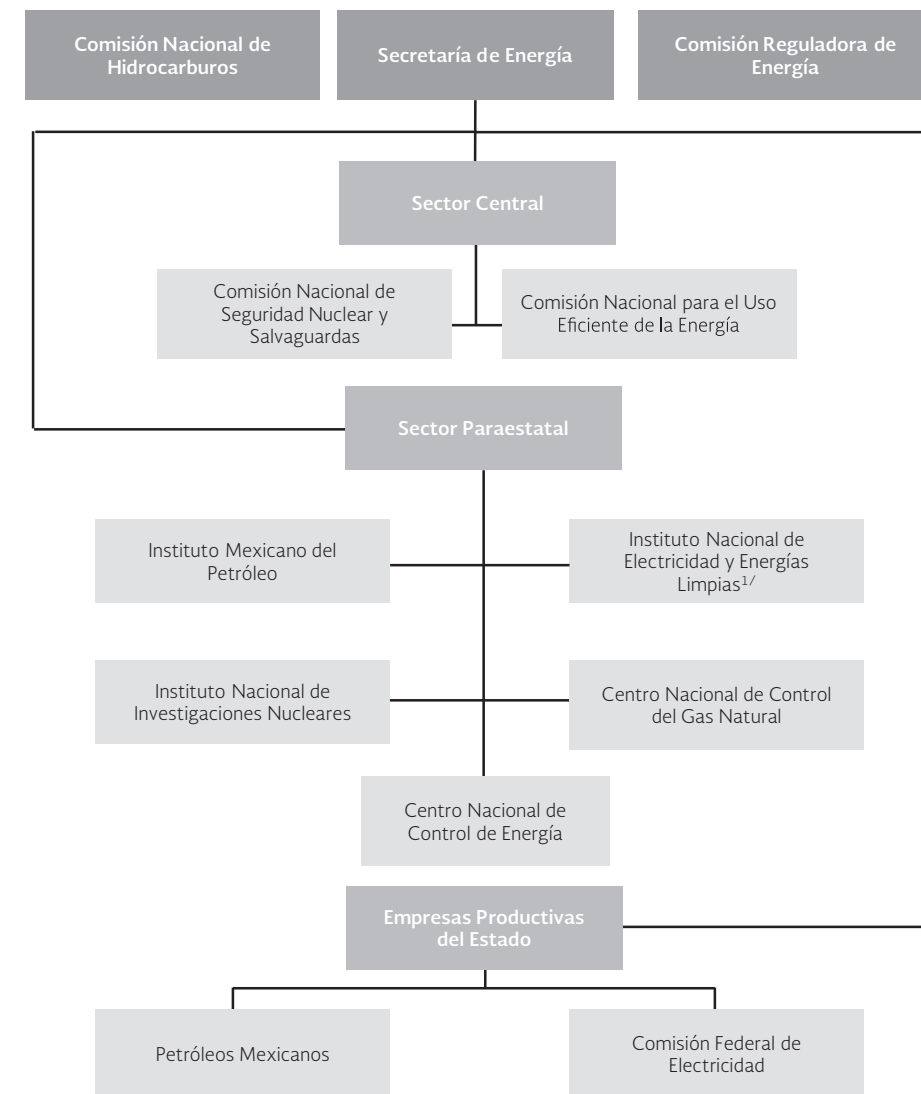 Comisión Nacional de
Hidrocarburos
Secretaría de Energía
Comisión Reguladora de
Energía
Sector Central
Comisión Nacional de
Seguridad Nuclear y
Salvaguardas
Comisión Nacional para el Uso
Eficiente de la Energía
Sector Paraestatal
Instituto Mexicano del
Petróleo
Instituto Nacional de
Electricidad y Energías
Limpias1/
Instituto Nacional de
Investigaciones Nucleares
Centro Nacional de Control
del Gas Natural
Centro Nacional de
Control de Energía
Empresas Productivas
del Estado
Petróleos Mexicanos
Comisión Federal de
Electricidad